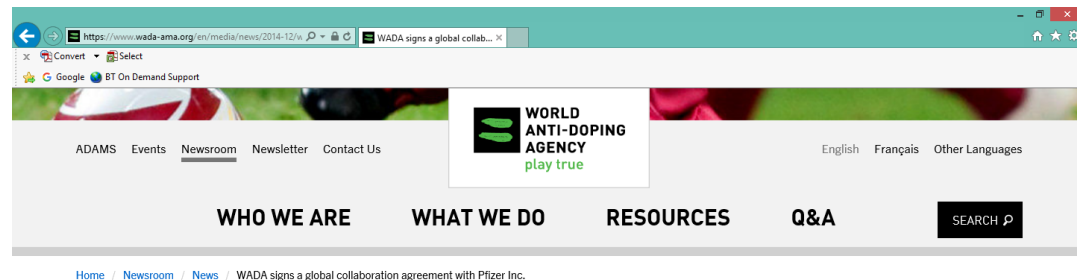 https://www.wada-ama.org/en/media/news/2014-12/w
WADA signs a global collab...
x Convert Select
Google BT On Demand Support
WORLD
ANTI-DOPING
AGENCY
play true
ADAMS Events Newsroom Newsletter Contact Us
English Français Other Languages
WHO WE ARE WHAT WE DO RESOURCES Q&A
SEARCH
Home / Newsroom / News / WADA signs a global collaboration agreement with Pfizer Inc.